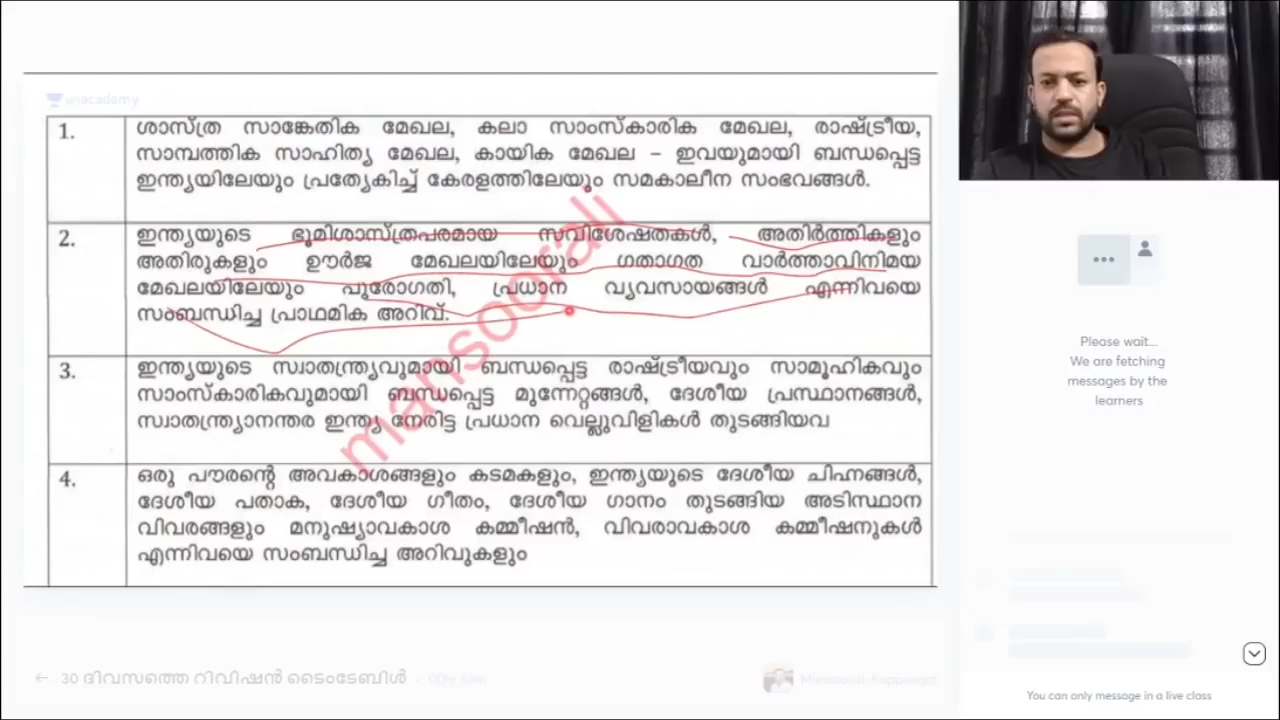 unacademy
1. ശാസ്ത്ര സാങ്കേതിക മേഖല, കലാ സാംസ്കാരിക മേഖല, രാഷ്ട്രീയ,
സാമ്പത്തിക സാഹിത്യ മേഖല, കായിക മേഖല – ഇവയുമായി ബന്ധപ്പെട്ട
ഇന്ത്യയിലേയും പ്രത്യേകിച്ച് കേരളത്തിലേയും സമകാലീന സംഭവങ്ങൾ.
2. ഇന്ത്യയുടെ ഭൂമിശാസ്ത്രപരമായ സവിശേഷതകൾ, അതിർത്തികളും
അതിരുകളും ഊർജ മേഖലയിലേയും ഗതാഗത വാർത്താവിനിമയ
മേഖലയിലേയും പുരോഗതി, പ്രധാന വ്യവസായങ്ങൾ എന്നിവയെ
സംബന്ധിച്ച പ്രാഥമിക അറിവ്.
3. ഇന്ത്യയുടെ സ്വാതന്ത്ര്യവുമായി ബന്ധപ്പെട്ട രാഷ്ട്രീയവും സാമൂഹികവും
സാംസ്കാരികവുമായി ബന്ധപ്പെട്ട മുന്നേറ്റങ്ങൾ, ദേശീയ പ്രസ്ഥാനങ്ങൾ,
സ്വാതന്ത്ര്യാനന്തര ഇന്ത്യ നേരിട്ട പ്രധാന വെല്ലുവിളികൾ തുടങ്ങിയവ
4. ഒരു പൗരന്റെ അവകാശങ്ങളും കടമകളും, ഇന്ത്യയുടെ ദേശീയ ചിഹ്നങ്ങൾ,
ദേശീയ പതാക, ദേശീയ ഗീതം, ദേശീയ ഗാനം തുടങ്ങിയ അടിസ്ഥാന
വിവരങ്ങളും മനുഷ്യാവകാശ കമ്മീഷൻ, വിവരാവകാശ കമ്മീഷനുകൾ
എന്നിവയെ സംബന്ധിച്ച അറിവുകളും
mansoorali
← 30 ദിവസത്തെ റിവിഷൻ ടൈംടേബിൾ
Please wait...
We are fetching
messages by the
learners
You can only message in a live class